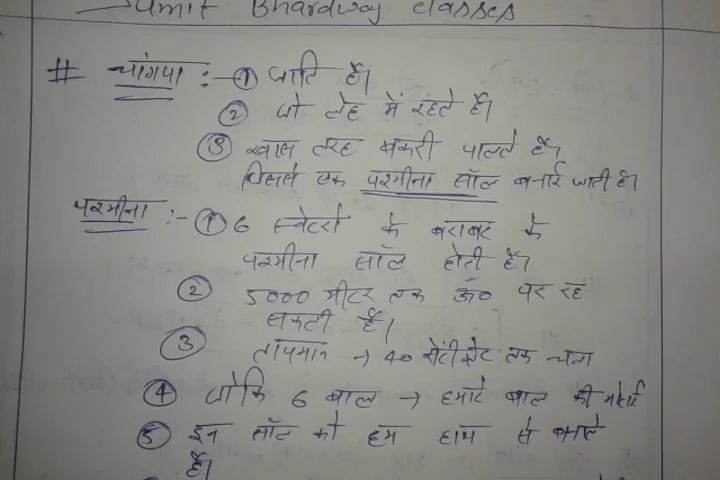 Sumit Bhardwaj Classes
# चांगपा :- ① जाति है।
② जो लेह में रहते है।
③ खास तरह बकरी पालते है।
जिससे एक पश्मीना सॉल बनाई जाती है।
पश्मीना :- ① 6 स्वेटरो के बराबर के
पश्मीना सॉल होती है।
② 5000 मीटर तक ऊँ० पर रह
सकती है।
③ तापमान → 40 सेंटीग्रेट तक चला
④ जोकि 6 बाल → हमारे बाल की मोटाई
⑤ इन सॉल को हम हाथ से बनाते
है।